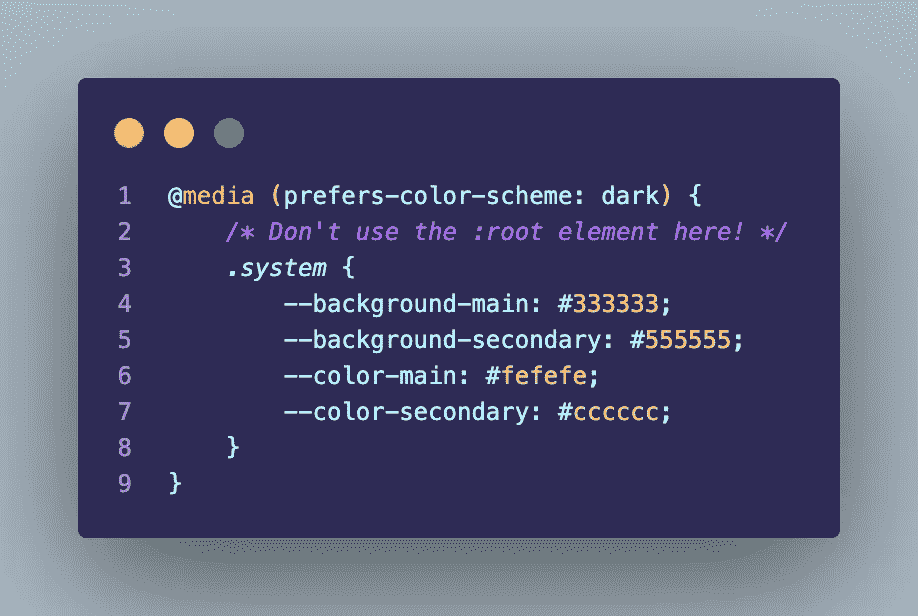 1 @media (prefers-color-scheme: dark) {
2 /* Don't use the :root element here! */
3 .system {
4 --background-main: #333333;
5 --background-secondary: #555555;
6 --color-main: #fefefe;
7 --color-secondary: #cccccc;
8 }
9 }